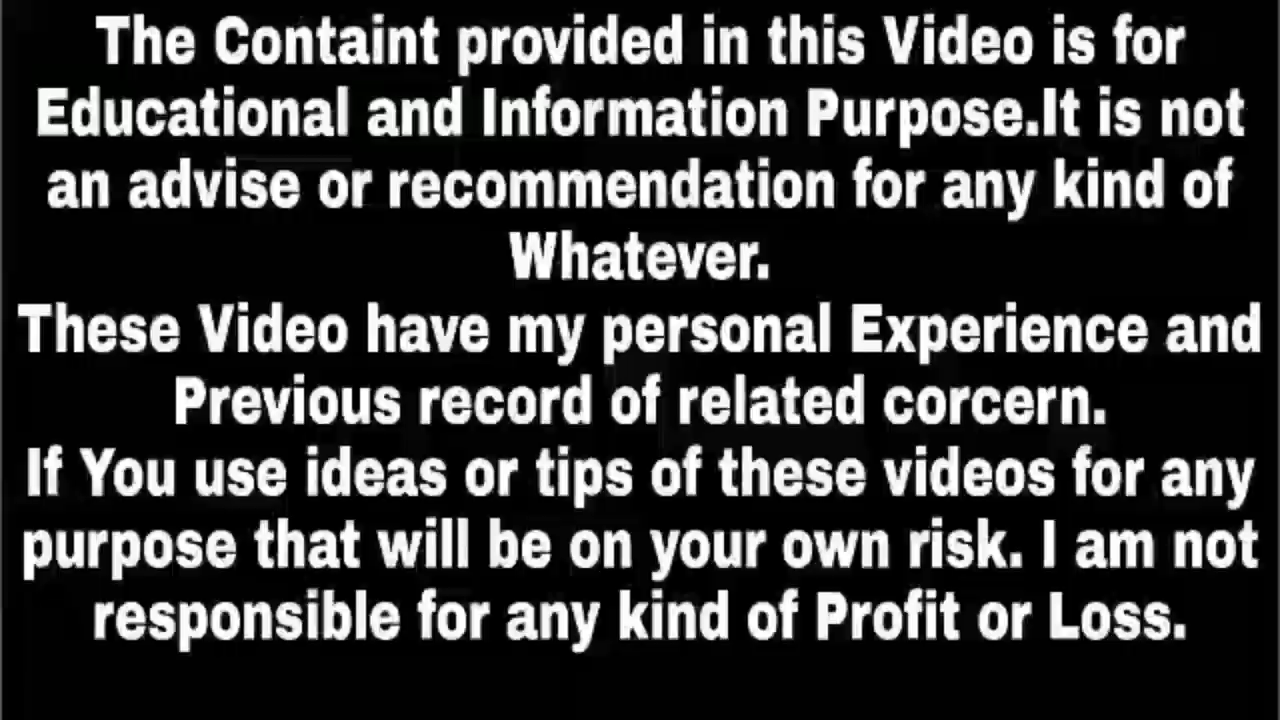 The Containt provided in this Video is for
Educational and Information Purpose.It is not
an advise or recommendation for any kind of
Whatever.
These Video have my personal Experience and
Previous record of related corcern.
If You use ideas or tips of these videos for any
purpose that will be on your own risk. I am not
responsible for any kind of Profit or Loss.